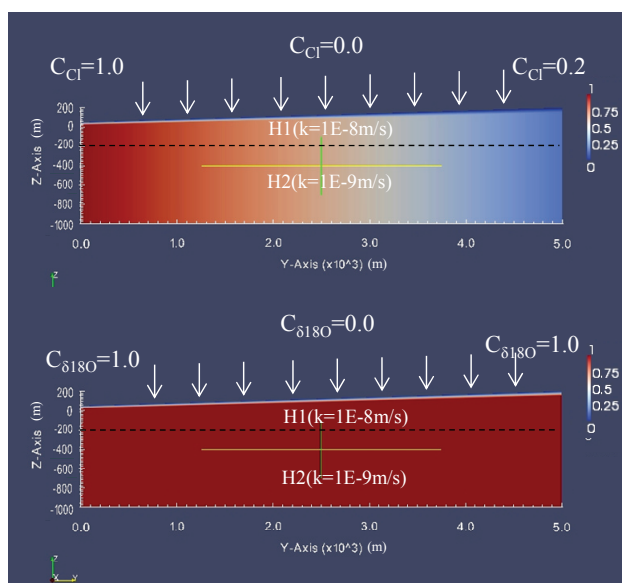 C_Cl=0.0
C_Cl=1.0 C_Cl=0.2
200
0
-200
-400
-600
-800
-1000
Z-Axis (m)
H1(k=1E-8m/s)
H2(k=1E-9m/s)
1
0.75
0.5
0.25
0
0.0 1.0 2.0 3.0 4.0 5.0
Y-Axis (x10^3) (m)
Z
C_δ18O=0.0
C_δ18O=1.0 C_δ18O=1.0
200
0
-200
-400
-600
-800
-1000
Z-Axis (m)
H1(k=1E-8m/s)
H2(k=1E-9m/s)
1
0.75
0.5
0.25
0.0 1.0 2.0 3.0 4.0 5.0
Y-Axis (x10^3) (m)
Z
X Y